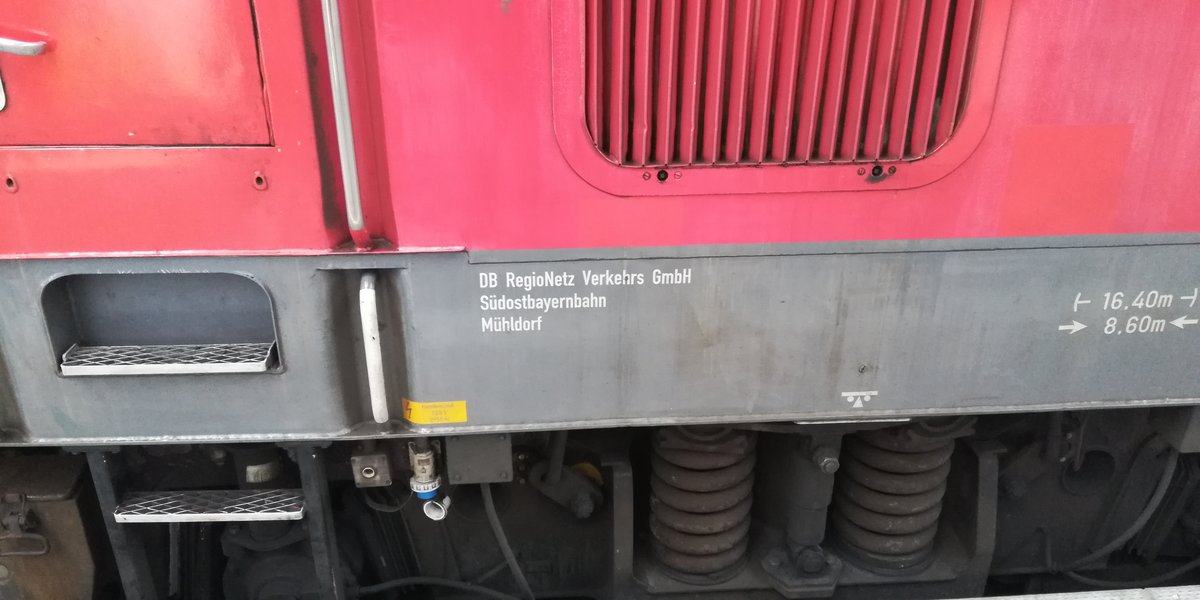 DB RegioNetz Verkehrs GmbH
Südostbayernbahn
Mühldorf
16,40m
8,60m